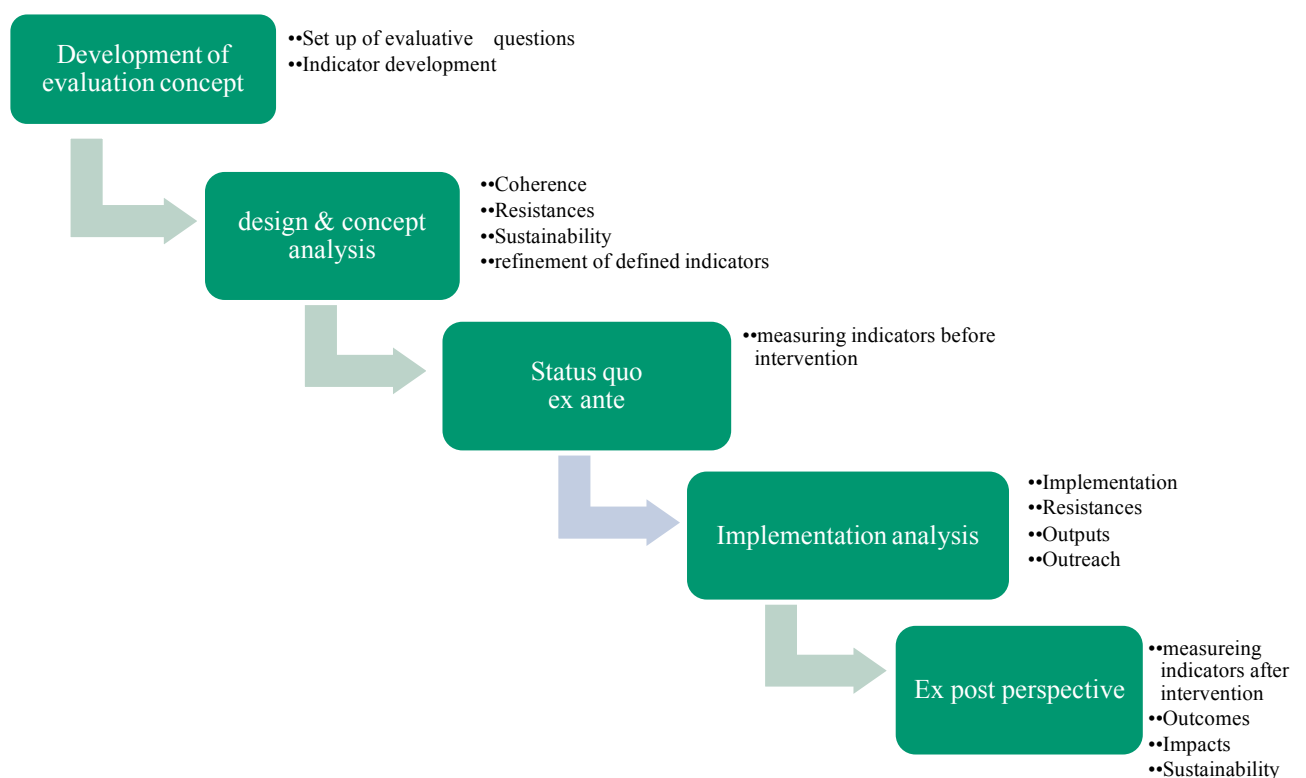 Development of
evaluation concept
••Set up of evaluative questions
••Indicator development
design & concept
analysis
••Coherence
••Resistances
••Sustainability
••refinement of defined indicators
Status quo
ex ante
••measuring indicators before
intervention
Implementation analysis
••Implementation
••Resistances
••Outputs
••Outreach
Ex post perspective
••measureing
indicators after
intervention
••Outcomes
••Impacts
••Sustainability